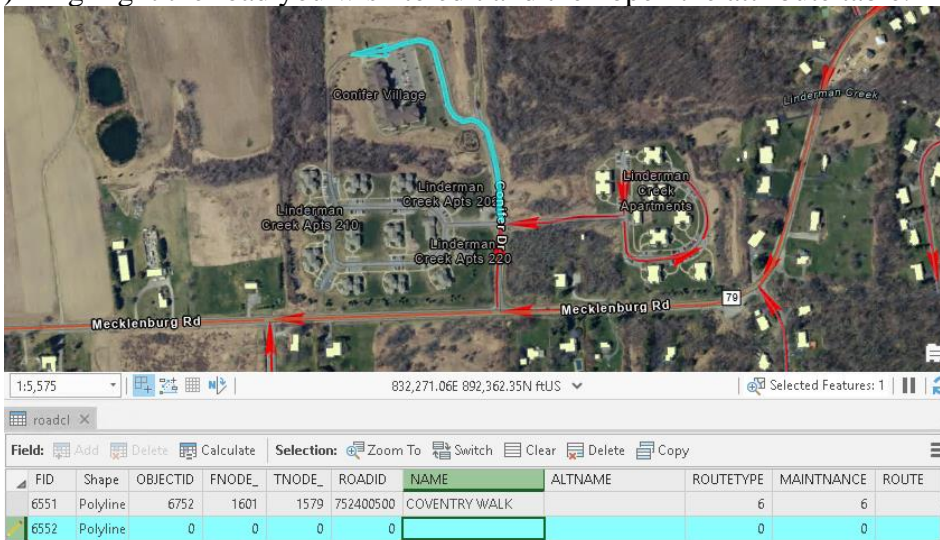 Conifer Village
Linderman Creek
Linderman
Creek
Apartments
Linderman
Creek Apts 210
Linderman
Conifer Dr
Linderman
Creek Apts 220
Mecklenburg Rd
Mecklenburg Rd
79
1:5,575
832,271.06E 892,362.35N ftUS
Selected Features: 1
roadcl
Field: Add Delete Calculate Selection: Zoom To Switch Clear Delete Copy
FID Shape OBJECTID FNODE_ TNODE_ ROADID NAME ALTNAME ROUTETYPE MAINTNANCE ROUTE
6551 Polyline 6752 1601 1579 752400500 COVENTRY WALK 6 6
6552 Polyline 0 0 0 0 0 0